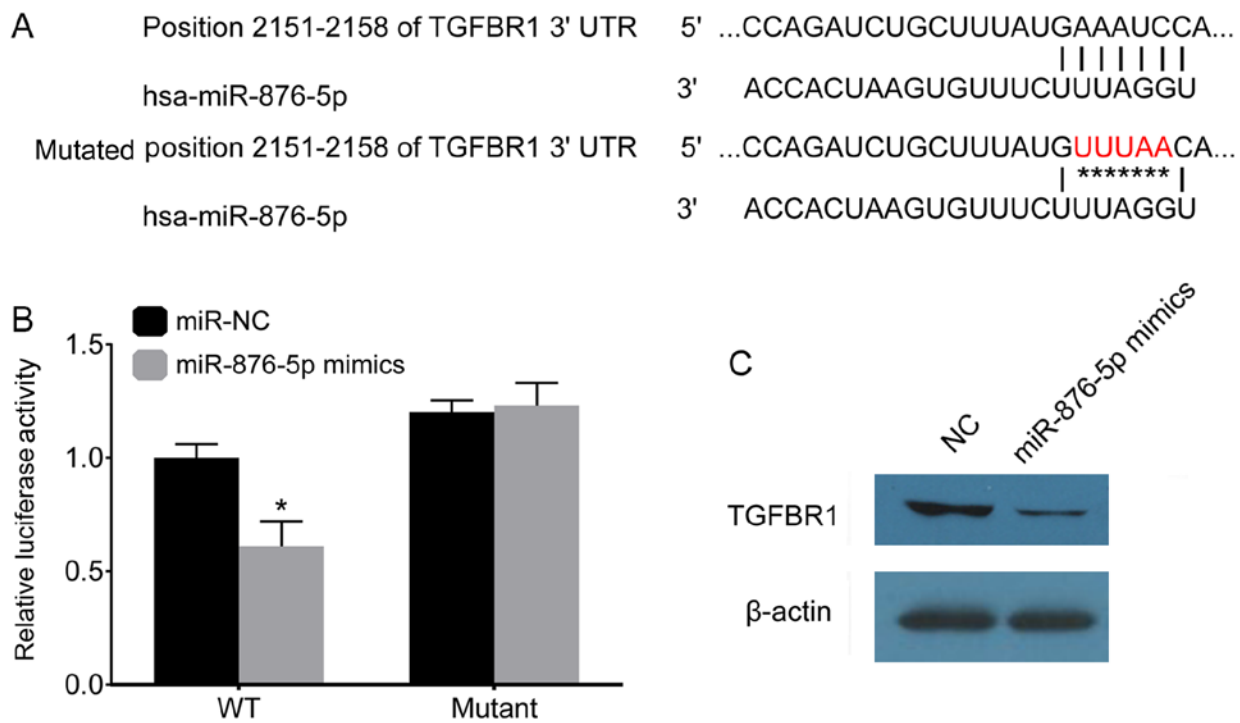 A
Position 2151-2158 of TGFBR1 3' UTR 5' ...CCAGAUCUGCUUUAUGAAAUCCA...
hsa-miR-876-5p 3' ACCACUAAGUGUUUCUUUAGGU
Mutated position 2151-2158 of TGFBR1 3' UTR 5' ...CCAGAUCUGCUUUAUGUUUAACA...
*******
hsa-miR-876-5p 3' ACCACUAAGUGUUUCUUUAGGU
B
miR-NC
miR-876-5p mimics
Relative luciferase activity
1.5
1.0
0.5
0.0
*
WT Mutant
C
NC miR-876-5p mimics
TGFBR1
β-actin